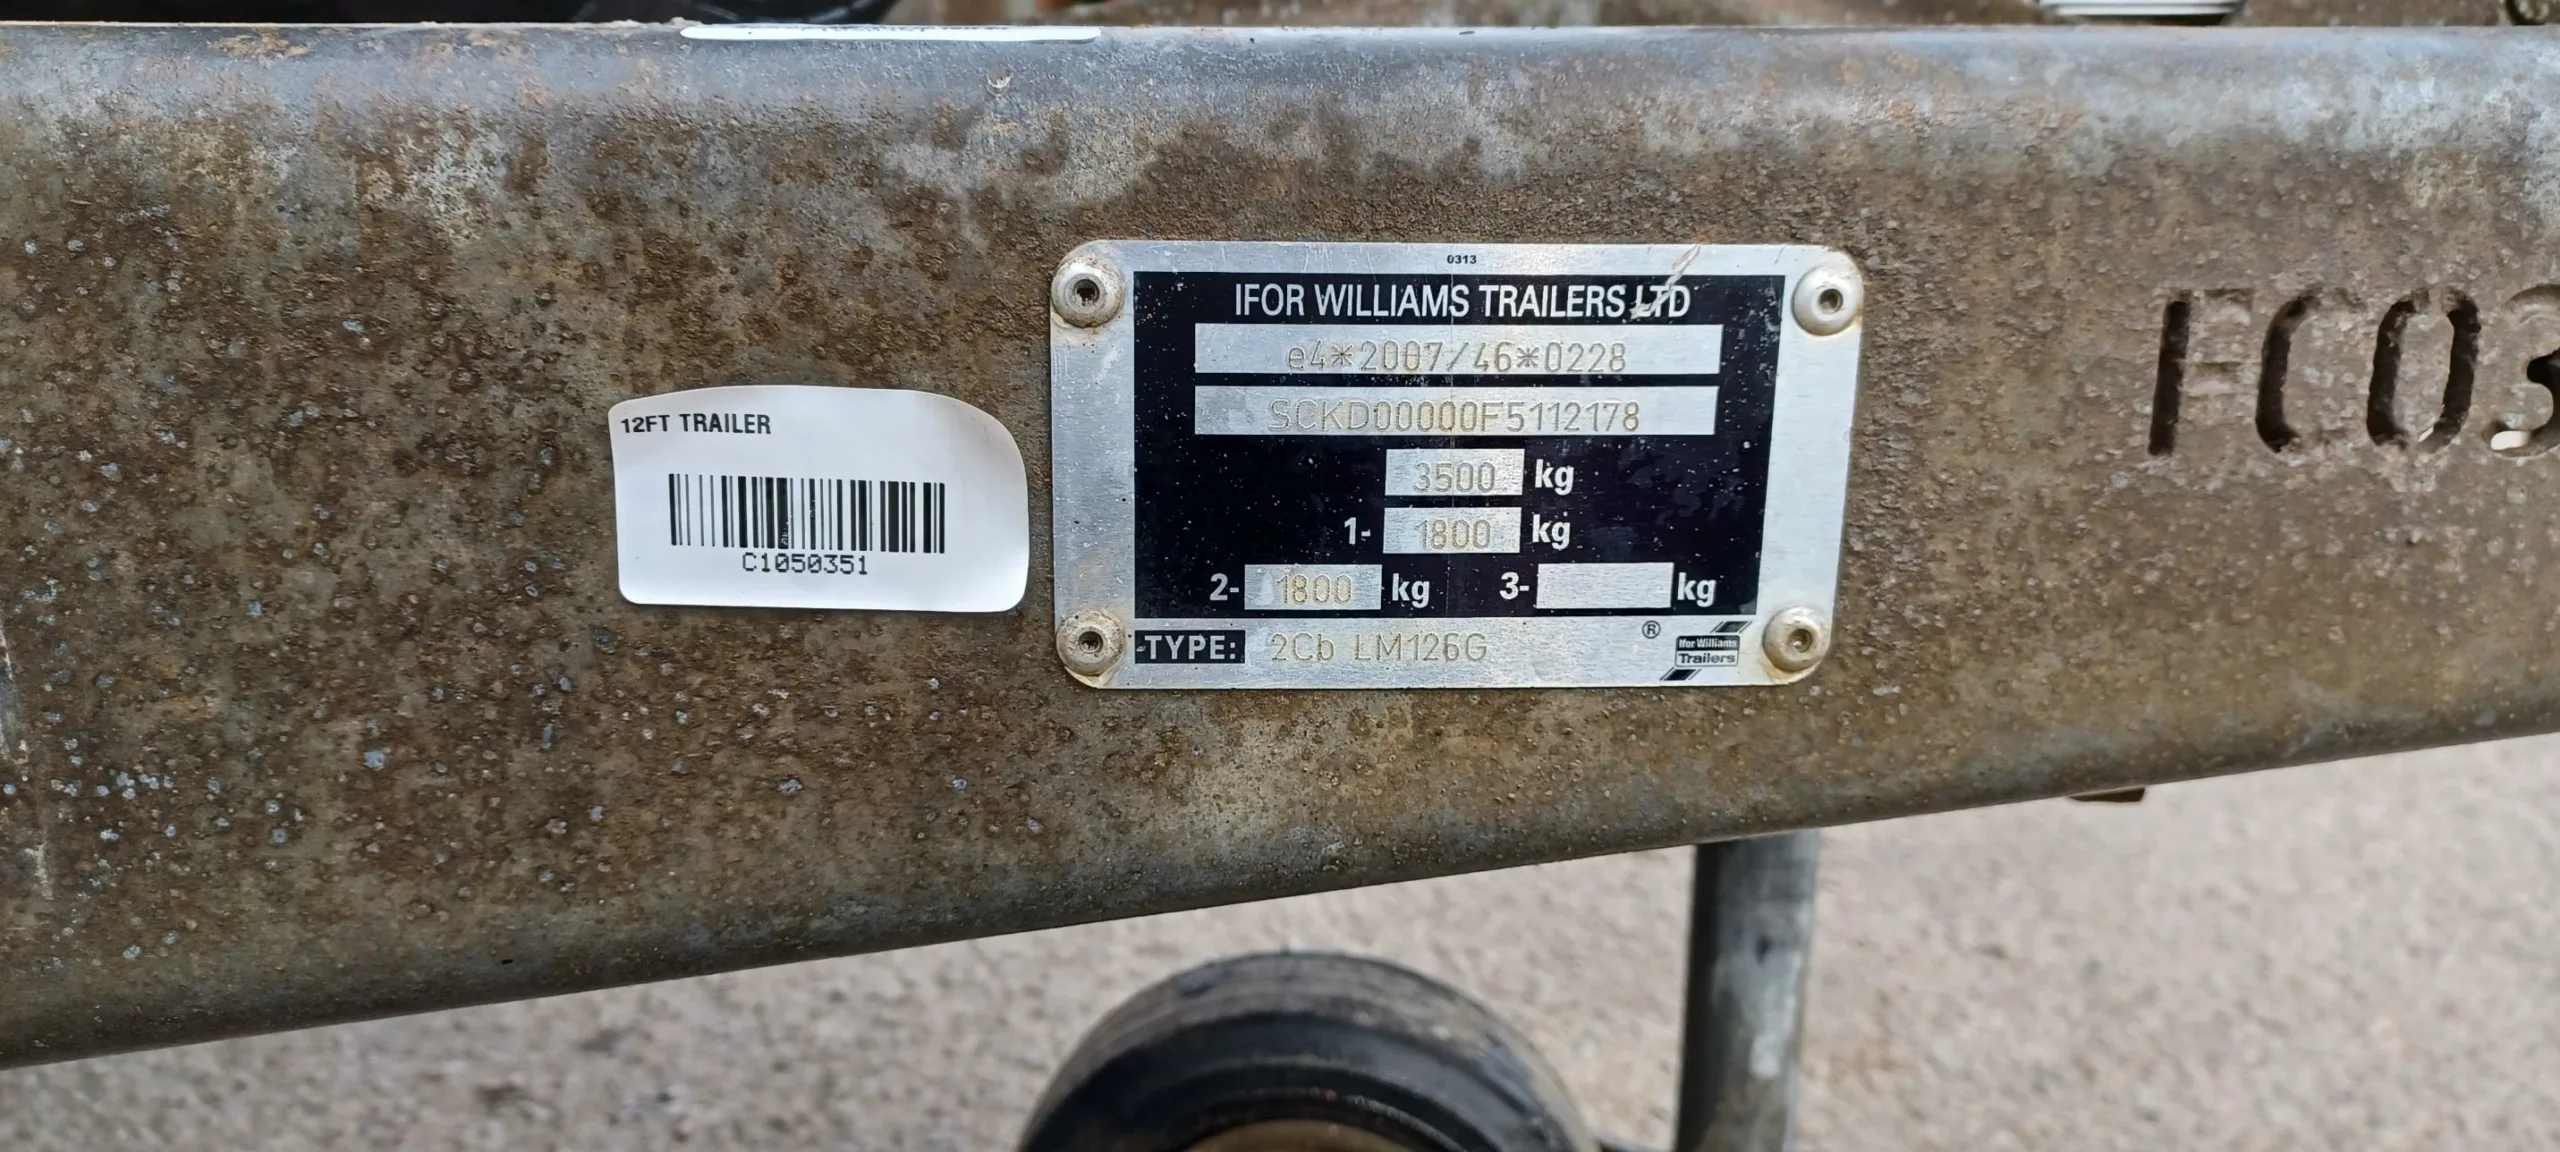 12FT TRAILER
C1050351
0313
IFOR WILLIAMS TRAILERS LTD
e4*2007/46*0228
SCKD00000F5112178
3500 kg
1- 1800 kg
2- 1800 kg 3- kg
TYPE: 2Cb LM126G
®
Ifor Williams
Trailers